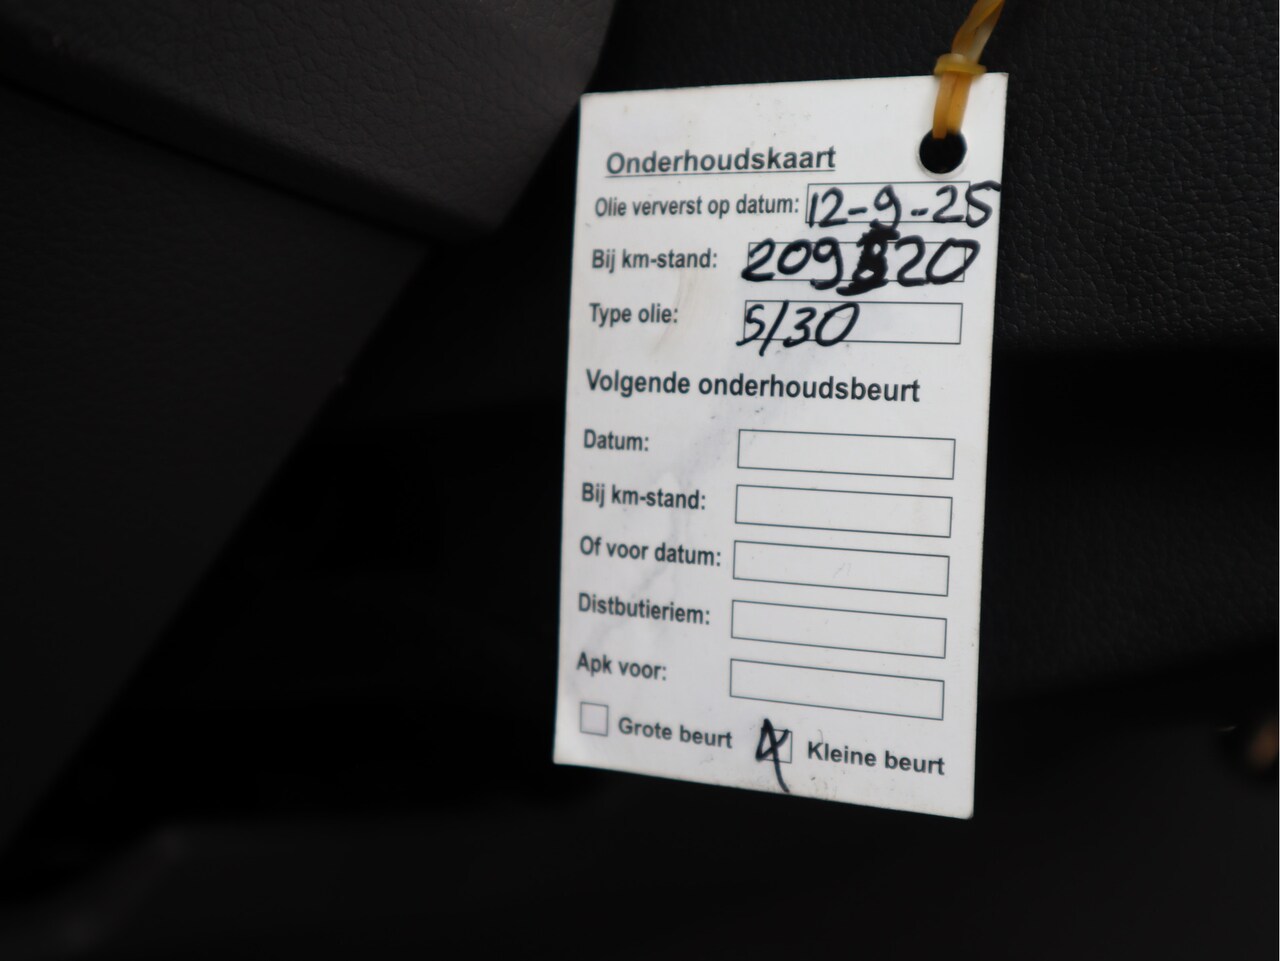 Onderhoudskaart
Olie ververst op datum: 12-9-25
Bij km-stand:
Type olie: 5/30
Volgende onderhoudsbeurt
Datum:
Bij km-stand:
Of voor datum:
Distbutieriem:
Apk voor:
Grote beurt Kleine beurt